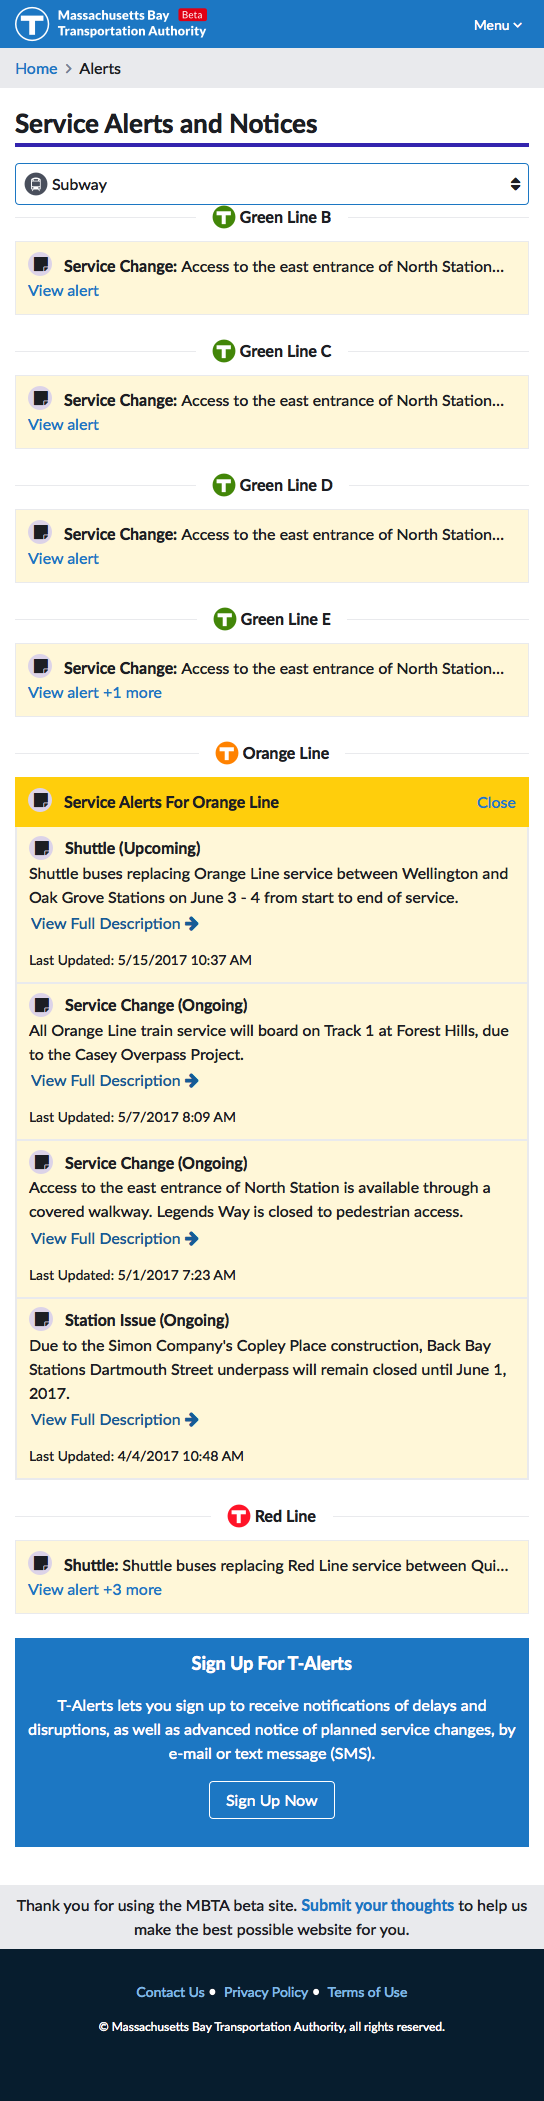 Massachusetts Bay Beta
Transportation Authority
Menu
Home > Alerts
Service Alerts and Notices
Subway
T Green Line B
Service Change: Access to the east entrance of North Station...
View alert
T Green Line C
Service Change: Access to the east entrance of North Station...
View alert
T Green Line D
Service Change: Access to the east entrance of North Station...
View alert
T Green Line E
Service Change: Access to the east entrance of North Station...
View alert +1 more
T Orange Line
Service Alerts For Orange Line Close
Shuttle (Upcoming)
Shuttle buses replacing Orange Line service between Wellington and
Oak Grove Stations on June 3 - 4 from start to end of service.
View Full Description
Last Updated: 5/15/2017 10:37 AM
Service Change (Ongoing)
All Orange Line train service will board on Track 1 at Forest Hills, due
to the Casey Overpass Project.
View Full Description
Last Updated: 5/7/2017 8:09 AM
Service Change (Ongoing)
Access to the east entrance of North Station is available through a
covered walkway. Legends Way is closed to pedestrian access.
View Full Description
Last Updated: 5/1/2017 7:23 AM
Station Issue (Ongoing)
Due to the Simon Company's Copley Place construction, Back Bay
Stations Dartmouth Street underpass will remain closed until June 1,
2017.
View Full Description
Last Updated: 4/4/2017 10:48 AM
T Red Line
Shuttle: Shuttle buses replacing Red Line service between Qui...
View alert +3 more
Sign Up For T-Alerts
T-Alerts lets you sign up to receive notifications of delays and
disruptions, as well as advanced notice of planned service changes, by
e-mail or text message (SMS).
Sign Up Now
Thank you for using the MBTA beta site. Submit your thoughts to help us
make the best possible website for you.
Contact Us • Privacy Policy • Terms of Use
© Massachusetts Bay Transportation Authority, all rights reserved.